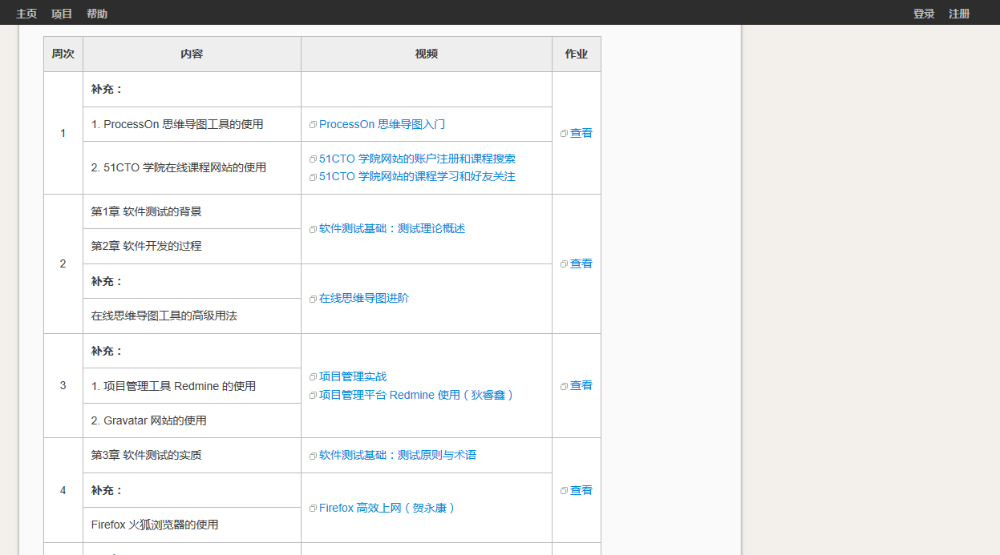 主页 项目 帮助 登录 注册
周次 内容 视频 作业
1
补充：
1. ProcessOn 思维导图工具的使用
ProcessOn 思维导图入门
2. 51CTO 学院在线课程网站的使用
51CTO 学院网站的账户注册和课程搜索
51CTO 学院网站的课程学习和好友关注
查看
2
第1章 软件测试的背景
第2章 软件开发的过程
软件测试基础：测试理论概述
补充：
在线思维导图工具的高级用法
在线思维导图进阶
查看
3
补充：
1. 项目管理工具 Redmine 的使用
2. Gravatar 网站的使用
项目管理实战
项目管理平台 Redmine 使用（狄睿鑫）
查看
4
第3章 软件测试的实质
软件测试基础：测试原则与术语
补充：
Firefox 火狐浏览器的使用
Firefox 高效上网（贺永康）
查看